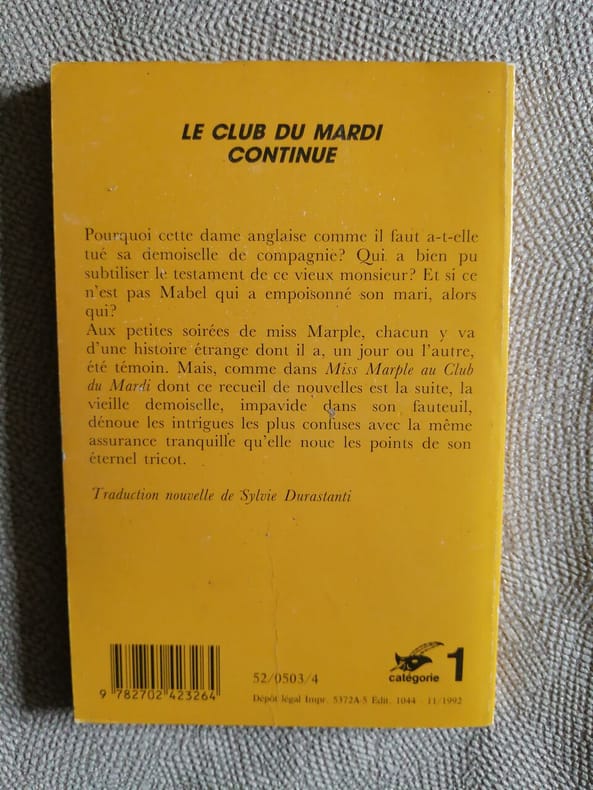 LE CLUB DU MARDI
CONTINUE
Pourquoi cette dame anglaise comme il faut a-t-elle
tué sa demoiselle de compagnie? Qui a bien pu
subtiliser le testament de ce vieux monsieur? Et si ce
n'est pas Mabel qui a empoisonné son mari, alors
qui?
Aux petites soirées de miss Marple, chacun y va
d'une histoire étrange dont il a, un jour ou l'autre,
été témoin. Mais, comme dans Miss Marple au Club
du Mardi dont ce recueil de nouvelles est la suite, la
vieille demoiselle, impavide dans son fauteuil,
dénoue les intrigues les plus confuses avec la même
assurance tranquille qu'elle noue les points de son
éternel tricot.
Traduction nouvelle de Sylvie Durastanti
9 782702 423264
52/0503/4
catégorie 1
Dépôt légal Impr. 5372A-5 Édit. 1044 - 11/1992